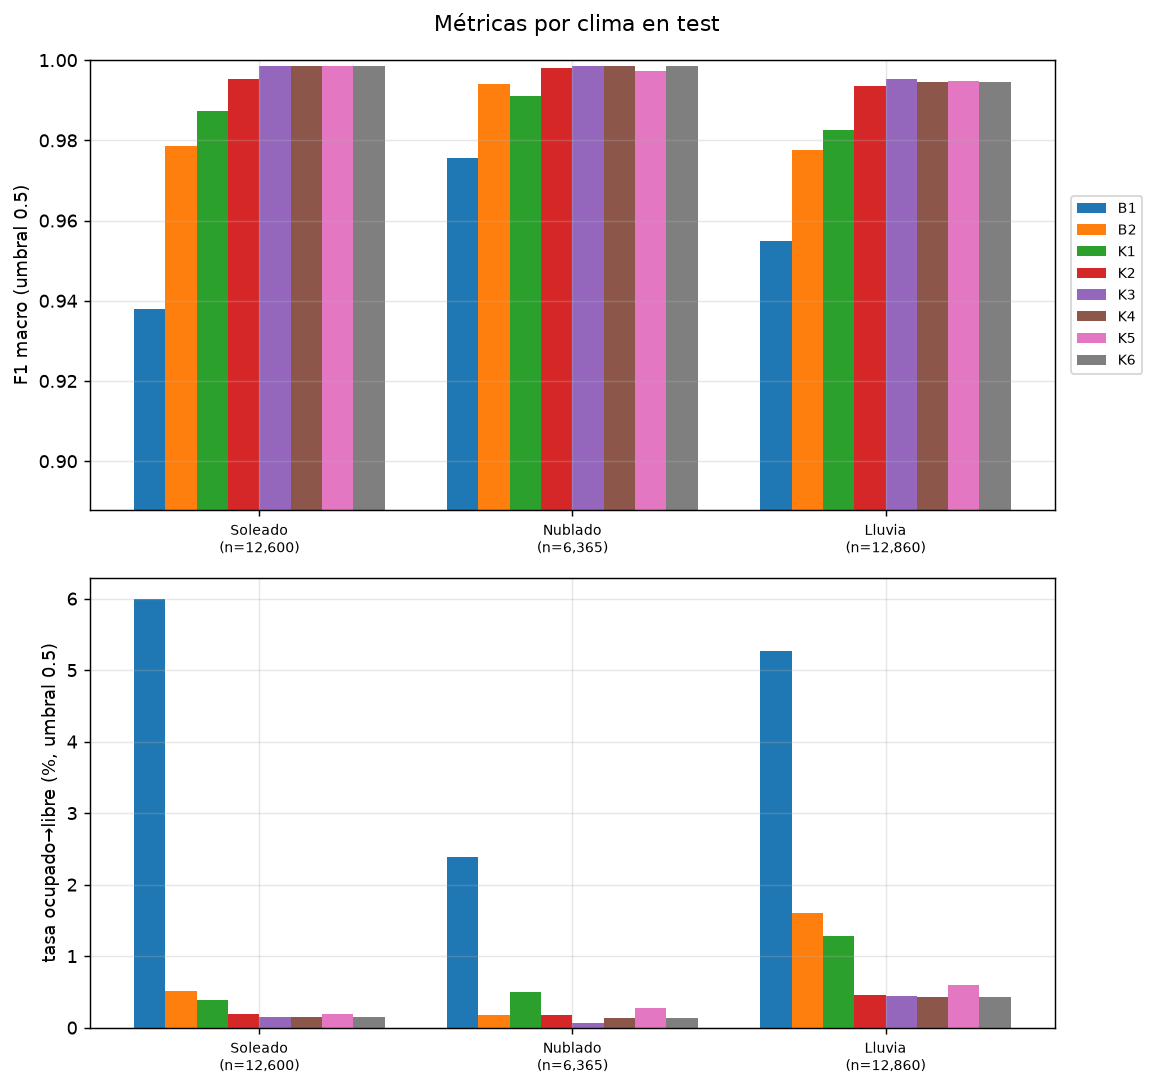 Métricas por clima en test
F1 macro (umbral 0.5)
1.00
0.98
0.96
0.94
0.92
0.90
Soleado
(n=12,600)
Nublado
(n=6,365)
Lluvia
(n=12,860)
B1
B2
K1
K2
K3
K4
K5
K6
tasa ocupado→libre (%, umbral 0.5)
6
5
4
3
2
1
0
Soleado
(n=12,600)
Nublado
(n=6,365)
Lluvia
(n=12,860)